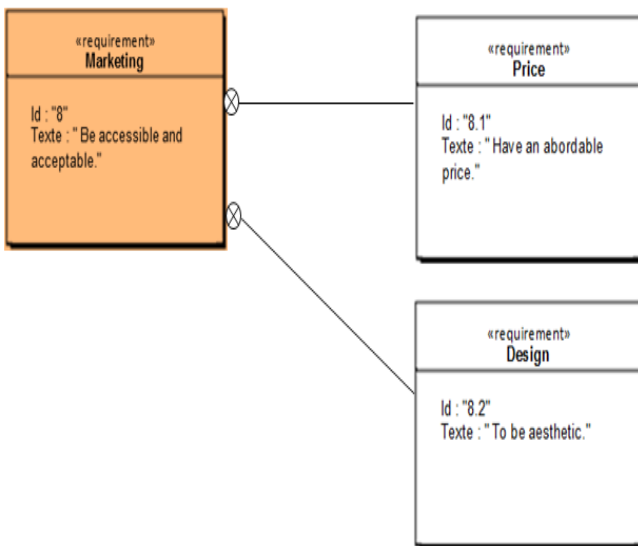 «requirement»
Marketing
Id : "8"
Texte : " Be accessible and
acceptable."
«requirement»
Price
Id : "8.1"
Texte : " Have an abordable
price."
«requirement»
Design
Id : "8.2"
Texte : " To be aesthetic."